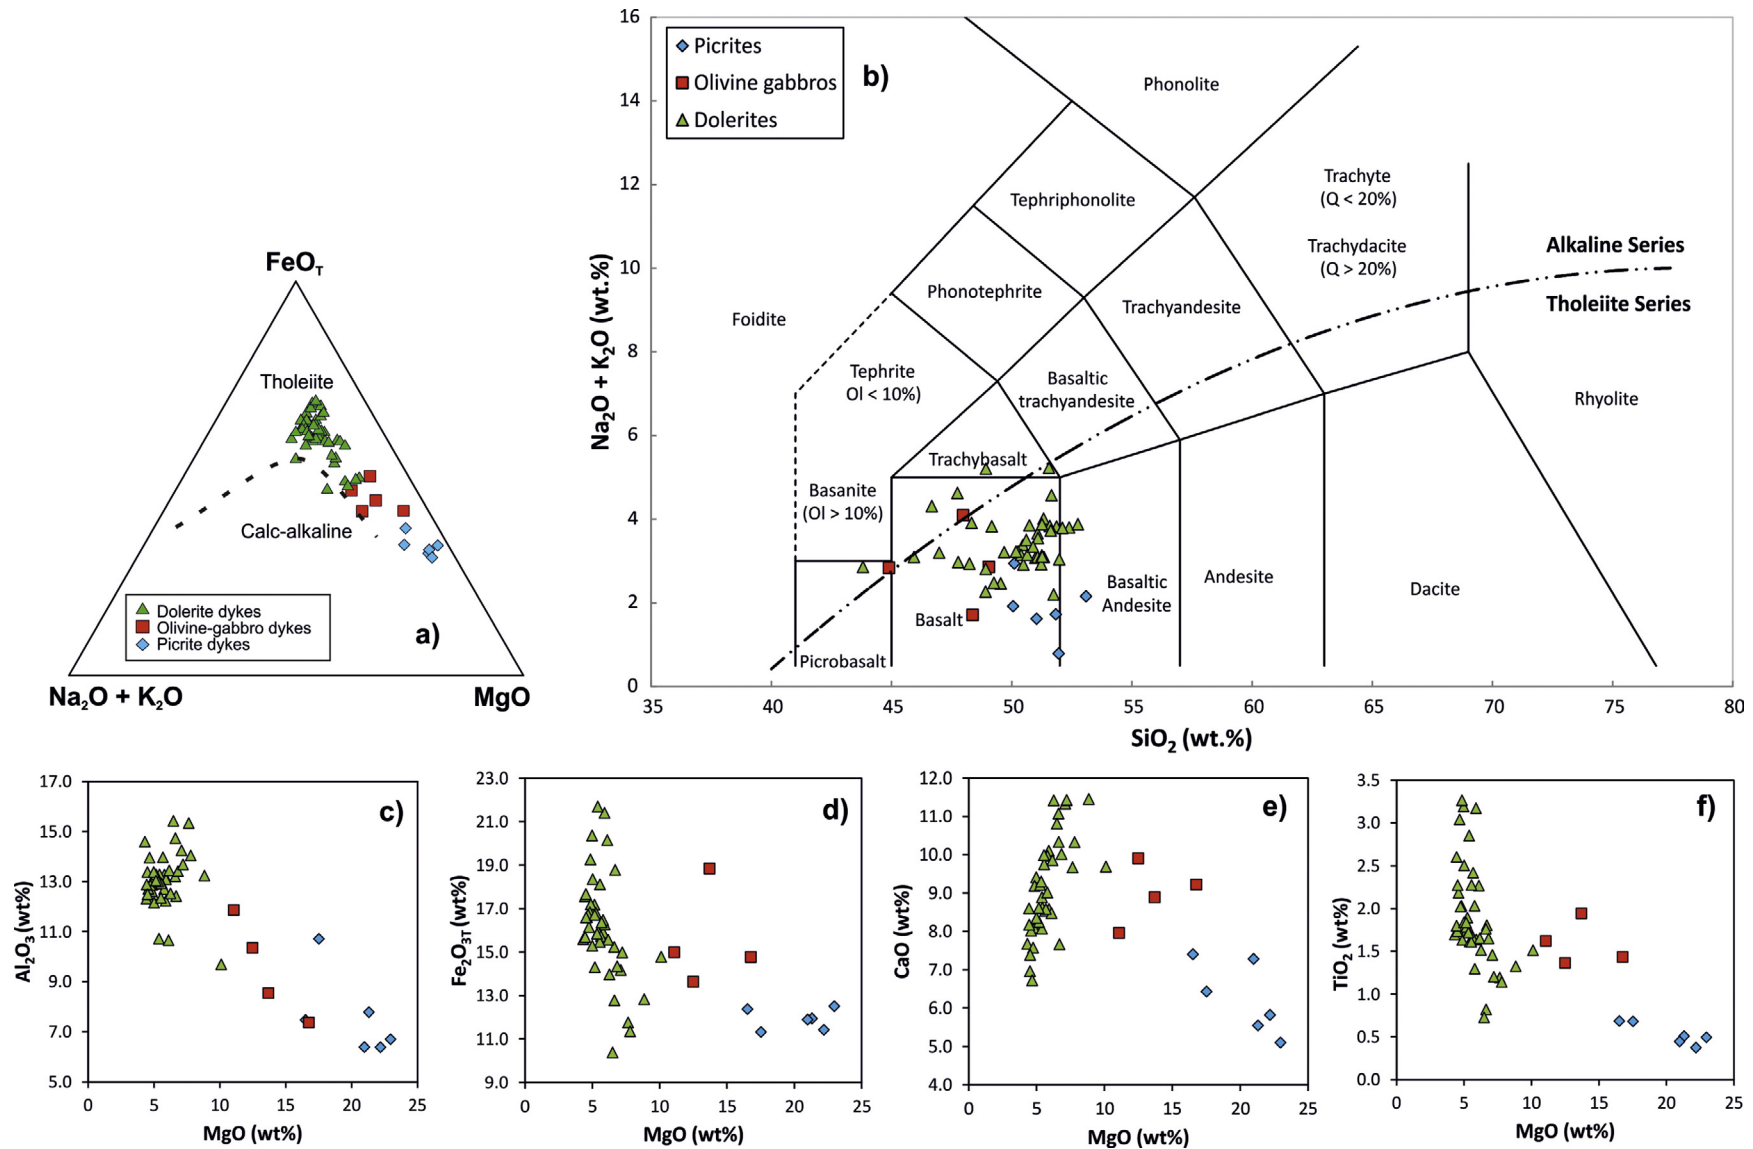 FeO_T
Tholeiite
Calc-alkaline
Dolerite dykes
Olivine-gabbro dykes
Picrite dykes
a)
Na₂O + K₂O
MgO
b)
Picrites
Olivine gabbros
Dolerites
Na₂O + K₂O (wt.%)
16
14
12
10
8
6
4
2
0
Phonolite
Tephriphonolite
Trachyte
(Q < 20%)
Trachydacite
(Q > 20%)
Alkaline Series
Tholeiite Series
Foidite
Phonotephrite
Trachyandesite
Tephrite
Ol < 10%)
Basaltic
trachyandesite
Rhyolite
Trachybasalt
Basanite
(Ol > 10%)
Basalt
Basaltic
Andesite
Andesite
Dacite
Picrobasalt
35
40
45
50
55
60
65
70
75
80
SiO₂ (wt.%)
c)
Al₂O₃ (wt%)
17.0
15.0
13.0
11.0
9.0
7.0
5.0
0
5
10
15
20
25
MgO (wt%)
d)
Fe₂O₃T (wt%)
23.0
21.0
19.0
17.0
15.0
13.0
11.0
9.0
0
5
10
15
20
25
MgO (wt%)
e)
CaO (wt%)
12.0
11.0
10.0
9.0
8.0
7.0
6.0
5.0
4.0
0
5
10
15
20
25
MgO (wt%)
f)
TiO₂ (wt%)
3.5
3.0
2.5
2.0
1.5
1.0
0.5
0.0
0
5
10
15
20
25
MgO (wt%)